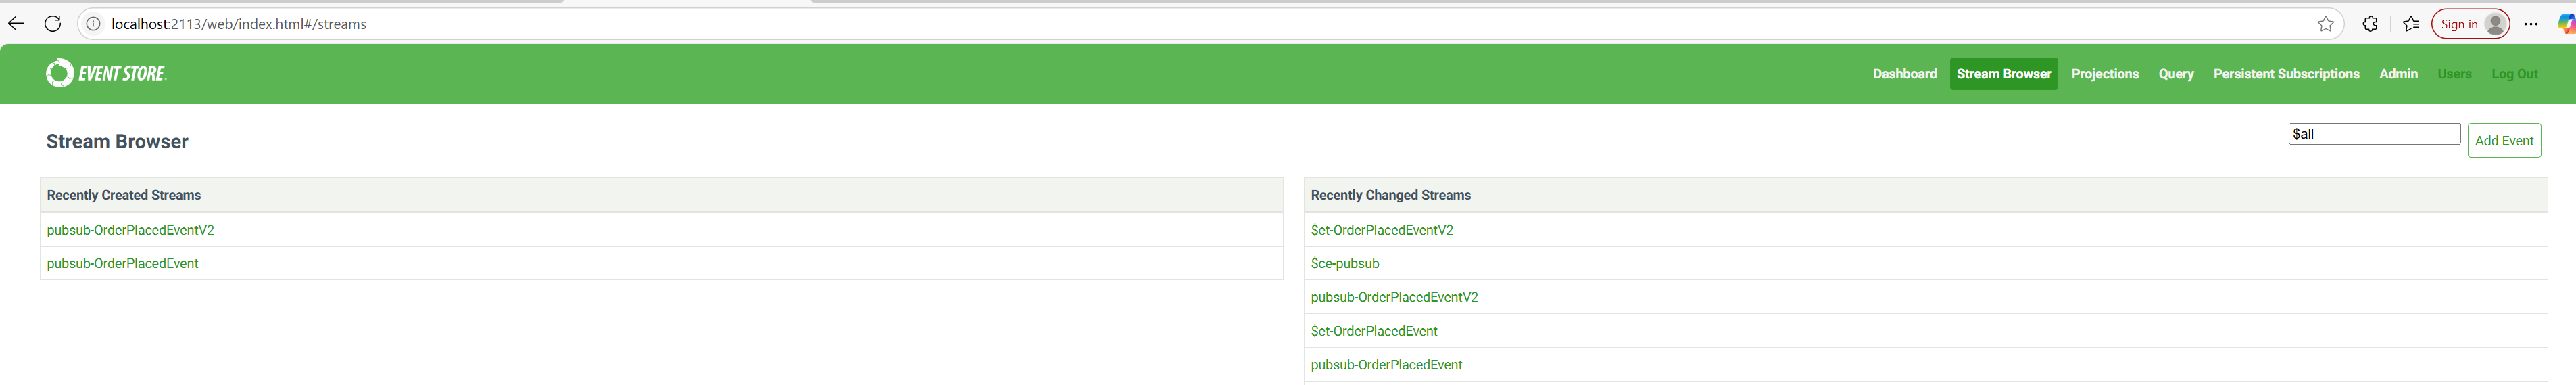 localhost:2113/web/index.html#/streams
Sign in
EVENT STORE
Dashboard Stream Browser Projections Query Persistent Subscriptions Admin Users Log Out
Stream Browser
$all
Add Event
Recently Created Streams
pubsub-OrderPlacedEventV2
pubsub-OrderPlacedEvent
Recently Changed Streams
$et-OrderPlacedEventV2
$ce-pubsub
pubsub-OrderPlacedEventV2
$et-OrderPlacedEvent
pubsub-OrderPlacedEvent